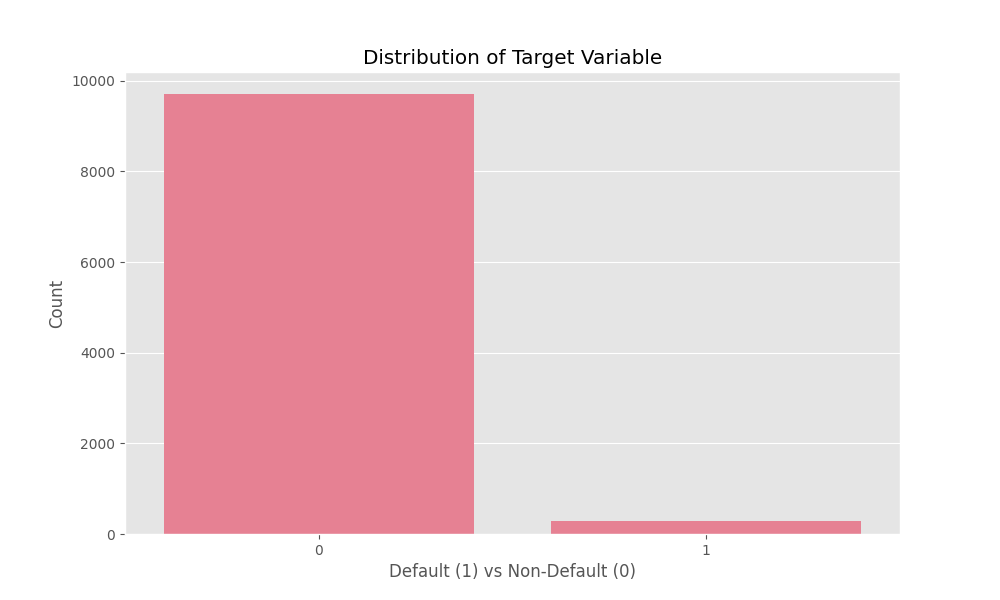 Distribution of Target Variable
10000
8000
6000
4000
2000
0
Count
0 1
Default (1) vs Non-Default (0)